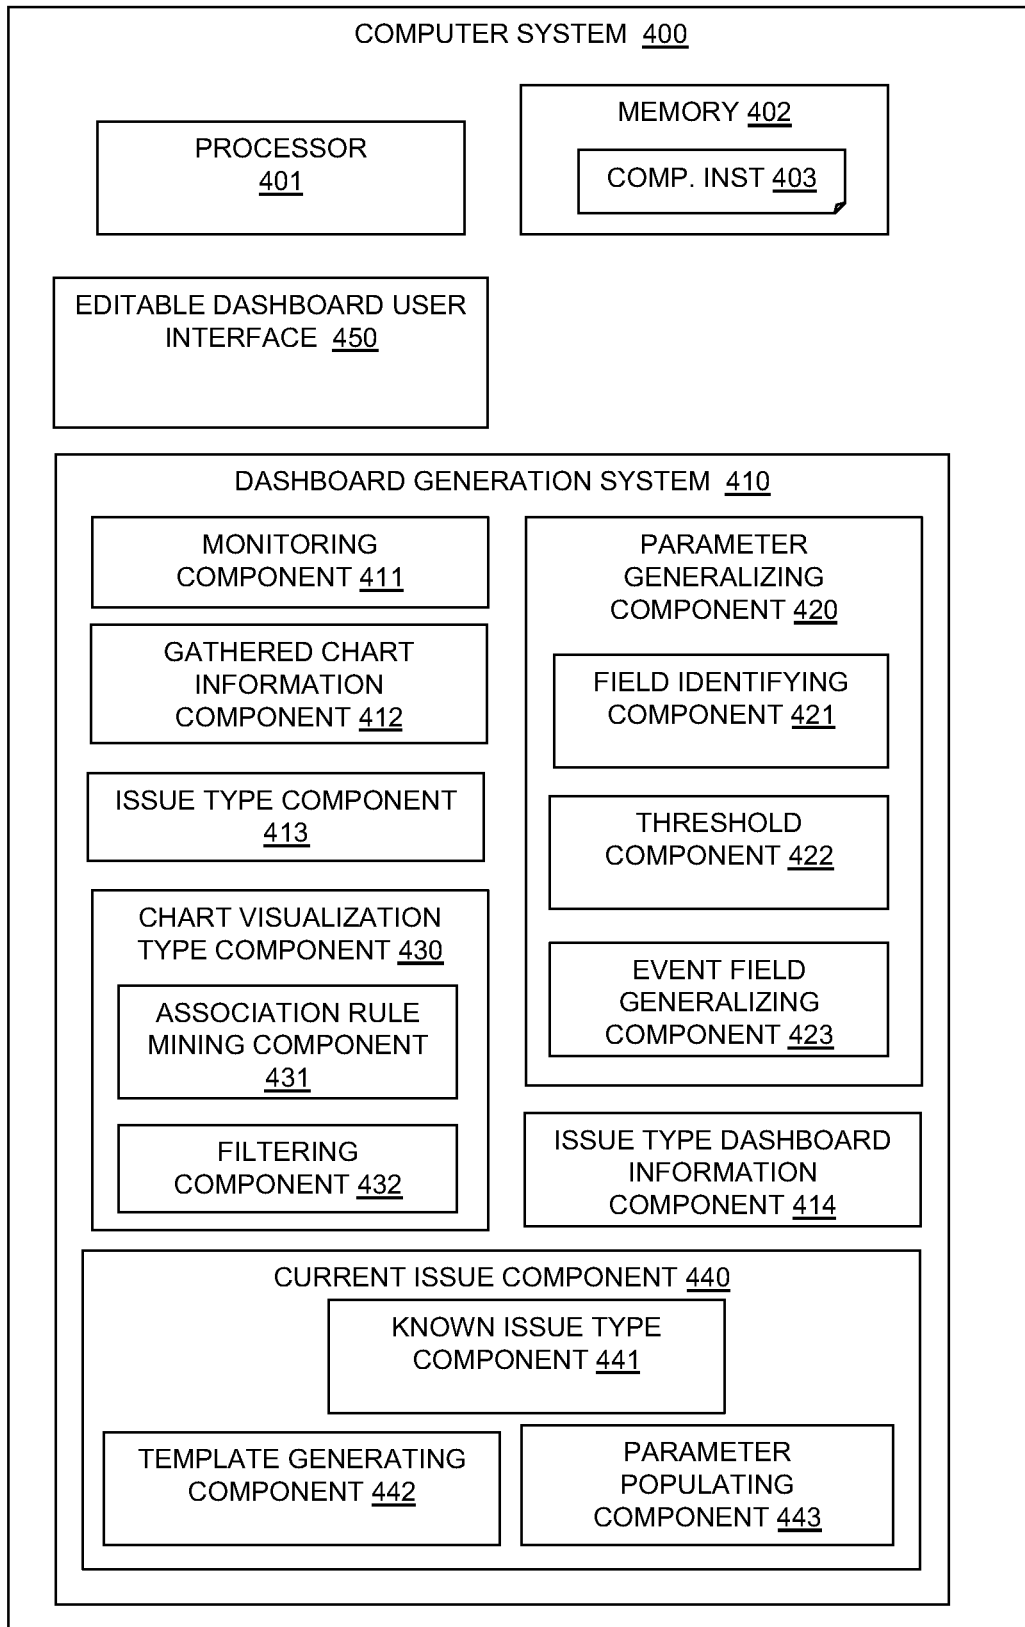 COMPUTER SYSTEM 400
PROCESSOR
401
MEMORY 402
COMP. INST 403
EDITABLE DASHBOARD USER
INTERFACE 450
DASHBOARD GENERATION SYSTEM 410
MONITORING
COMPONENT 411
GATHERED CHART
INFORMATION
COMPONENT 412
ISSUE TYPE COMPONENT
413
CHART VISUALIZATION
TYPE COMPONENT 430
ASSOCIATION RULE
MINING COMPONENT
431
FILTERING
COMPONENT 432
PARAMETER
GENERALIZING
COMPONENT 420
FIELD IDENTIFYING
COMPONENT 421
THRESHOLD
COMPONENT 422
EVENT FIELD
GENERALIZING
COMPONENT 423
ISSUE TYPE DASHBOARD
INFORMATION
COMPONENT 414
CURRENT ISSUE COMPONENT 440
KNOWN ISSUE TYPE
COMPONENT 441
TEMPLATE GENERATING
COMPONENT 442
PARAMETER
POPULATING
COMPONENT 443